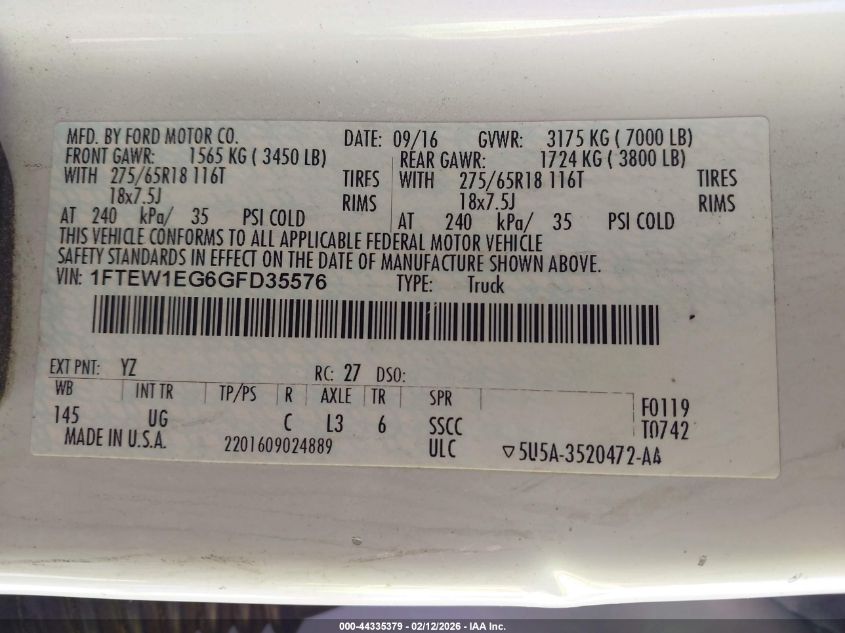 MFD. BY FORD MOTOR CO. DATE: 09/16 GVWR: 3175 KG ( 7000 LB)
FRONT GAWR: 1565 KG ( 3450 LB) REAR GAWR: 1724 KG ( 3800 LB)
WITH 275/65R18 116T TIRES WITH 275/65R18 116T TIRES
18x7.5J RIMS 18x7.5J RIMS
AT 240 kPa/ 35 PSI COLD AT 240 kPa/ 35 PSI COLD
THIS VEHICLE CONFORMS TO ALL APPLICABLE FEDERAL MOTOR VEHICLE
SAFETY STANDARDS IN EFFECT ON THE DATE OF MANUFACTURE SHOWN ABOVE.
VIN: 1FTEW1EG6GFD35576 TYPE: Truck
EXT PNT: YZ RC: 27 DSO:
WB INT TR TP/PS R AXLE TR SPR F0119
145 UG C L3 6 SSCC T0742
MADE IN U.S.A. 2201609024889 ULC ▽5U5A-3520472-AA
000-44335379 - 02/12/2026 - IAA Inc.